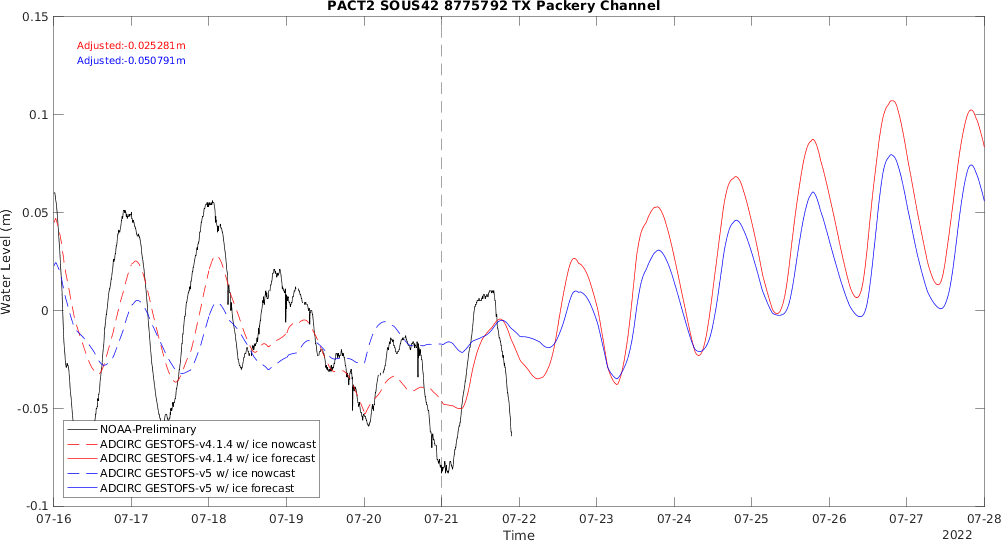 PACT2 SOUS42 8775792 TX Packery Channel
0.15
Adjusted:-0.025281m
Adjusted:-0.050791m
0.1
0.05
Water Level (m)
0
-0.05
NOAA-Preliminary
ADCIRC GESTOFS-v4.1.4 w/ ice nowcast
ADCIRC GESTOFS-v4.1.4 w/ ice forecast
ADCIRC GESTOFS-v5 w/ ice nowcast
ADCIRC GESTOFS-v5 w/ ice forecast
-0.1
07-16 07-17 07-18 07-19 07-20 07-21 07-22 07-23 07-24 07-25 07-26 07-27 07-28
Time
2022